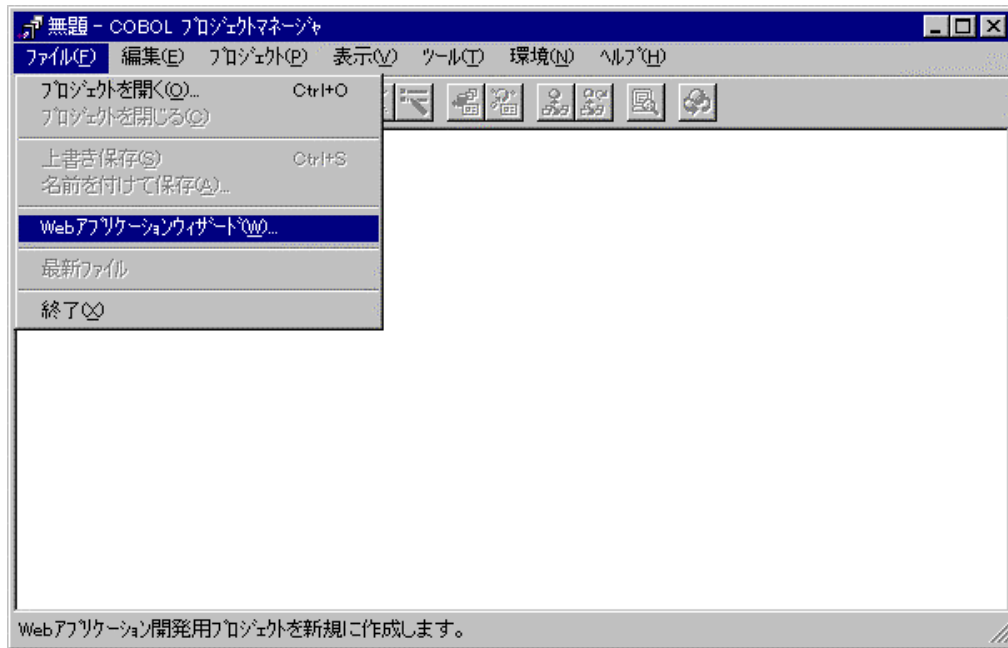 無題 - COBOL プロジェクトマネージャ
ファイル(F) 編集(E) プロジェクト(P) 表示(V) ツール(T) 環境(N) ヘルプ(H)
プロジェクトを開く(O)... Ctrl+O
プロジェクトを閉じる(C)
上書き保存(S) Ctrl+S
名前を付けて保存(A)...
Webアプリケーションウィザード(W)...
最新ファイル
終了(X)
Webアプリケーション開発用プロジェクトを新規に作成します。